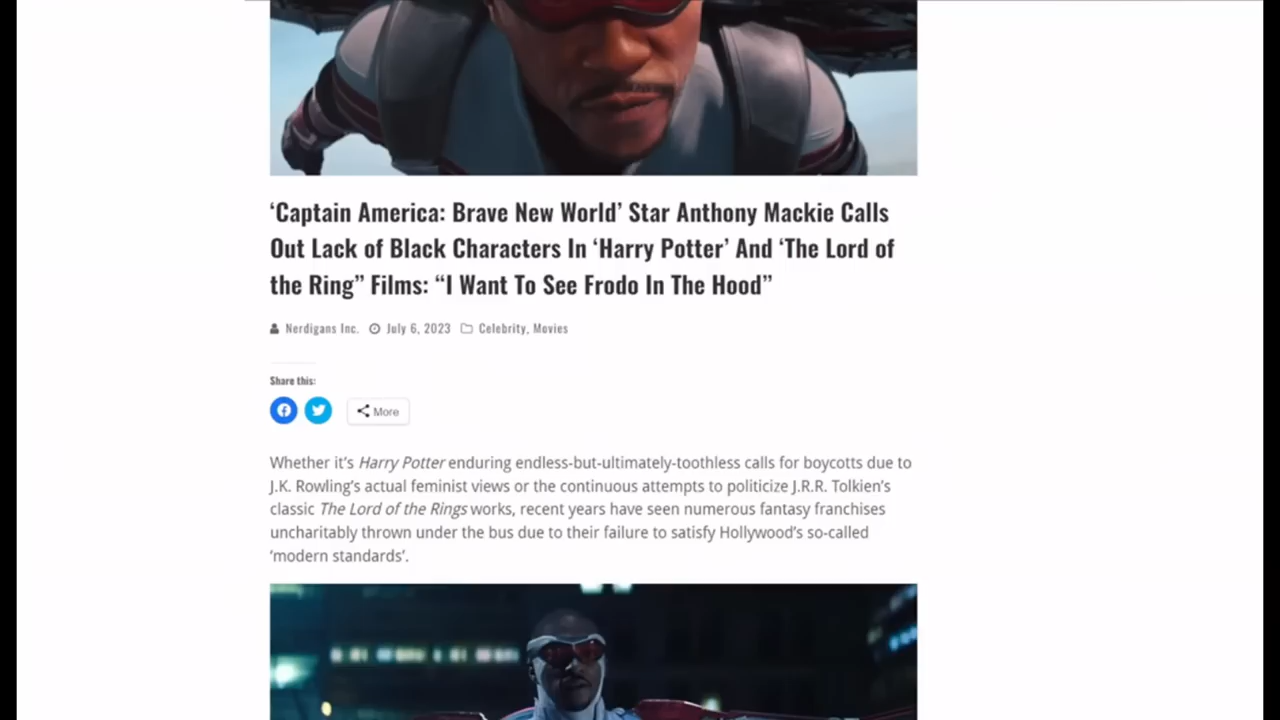 ‘Captain America: Brave New World’ Star Anthony Mackie Calls
Out Lack of Black Characters In ‘Harry Potter’ And ‘The Lord of
the Ring” Films: “I Want To See Frodo In The Hood”
Nerdigans Inc. July 6, 2023 Celebrity, Movies
Share this:
More
Whether it’s Harry Potter enduring endless-but-ultimately-toothless calls for boycotts due to
J.K. Rowling’s actual feminist views or the continuous attempts to politicize J.R.R. Tolkien’s
classic The Lord of the Rings works, recent years have seen numerous fantasy franchises
uncharitably thrown under the bus due to their failure to satisfy Hollywood’s so-called
‘modern standards’.